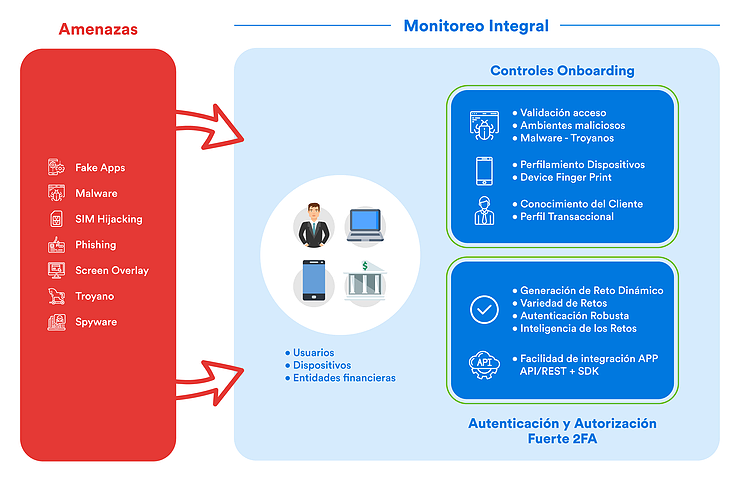 Amenazas
Fake Apps
Malware
SIM Hijacking
Phishing
Screen Overlay
Troyano
Spyware
Monitoreo Integral
$
• Usuarios
• Dispositivos
• Entidades financieras
Controles Onboarding
• Validación acceso
• Ambientes maliciosos
• Malware - Troyanos
• Perfilamiento Dispositivos
• Device Finger Print
• Conocimiento del Cliente
• Perfil Transaccional
• Generación de Reto Dinámico
• Variedad de Retos
• Autenticación Robusta
• Inteligencia de los Retos
API
• Facilidad de integración APP
API/REST + SDK
Autenticación y Autorización
Fuerte 2FA